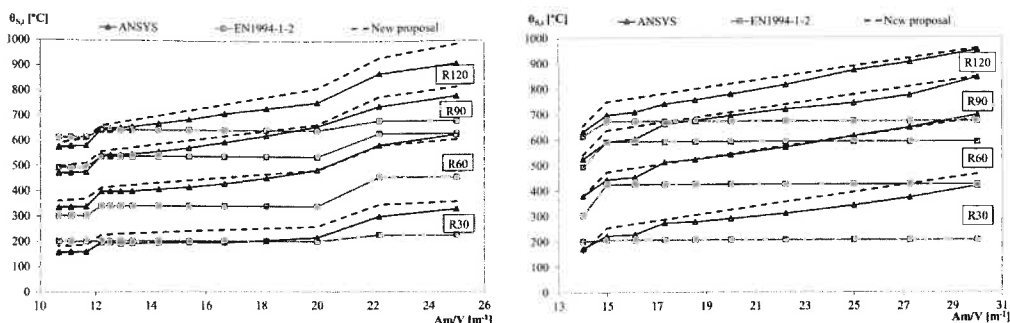 θs,t [°C]
ANSYS EN1994-1-2 New proposal
1000
900
800
700
600
500
400
300
200
100
0
R120
R90
R60
R30
10 12 14 16 18 20 22 24 26
Am/V [m⁻¹]
θs,t [°C]
ANSYS EN1994-1-2 New proposal
1000
900
800
700
600
500
400
300
200
100
0
R120
R90
R60
R30
13 15 17 19 21 23 25 27 29 31
Am/V [m⁻¹]